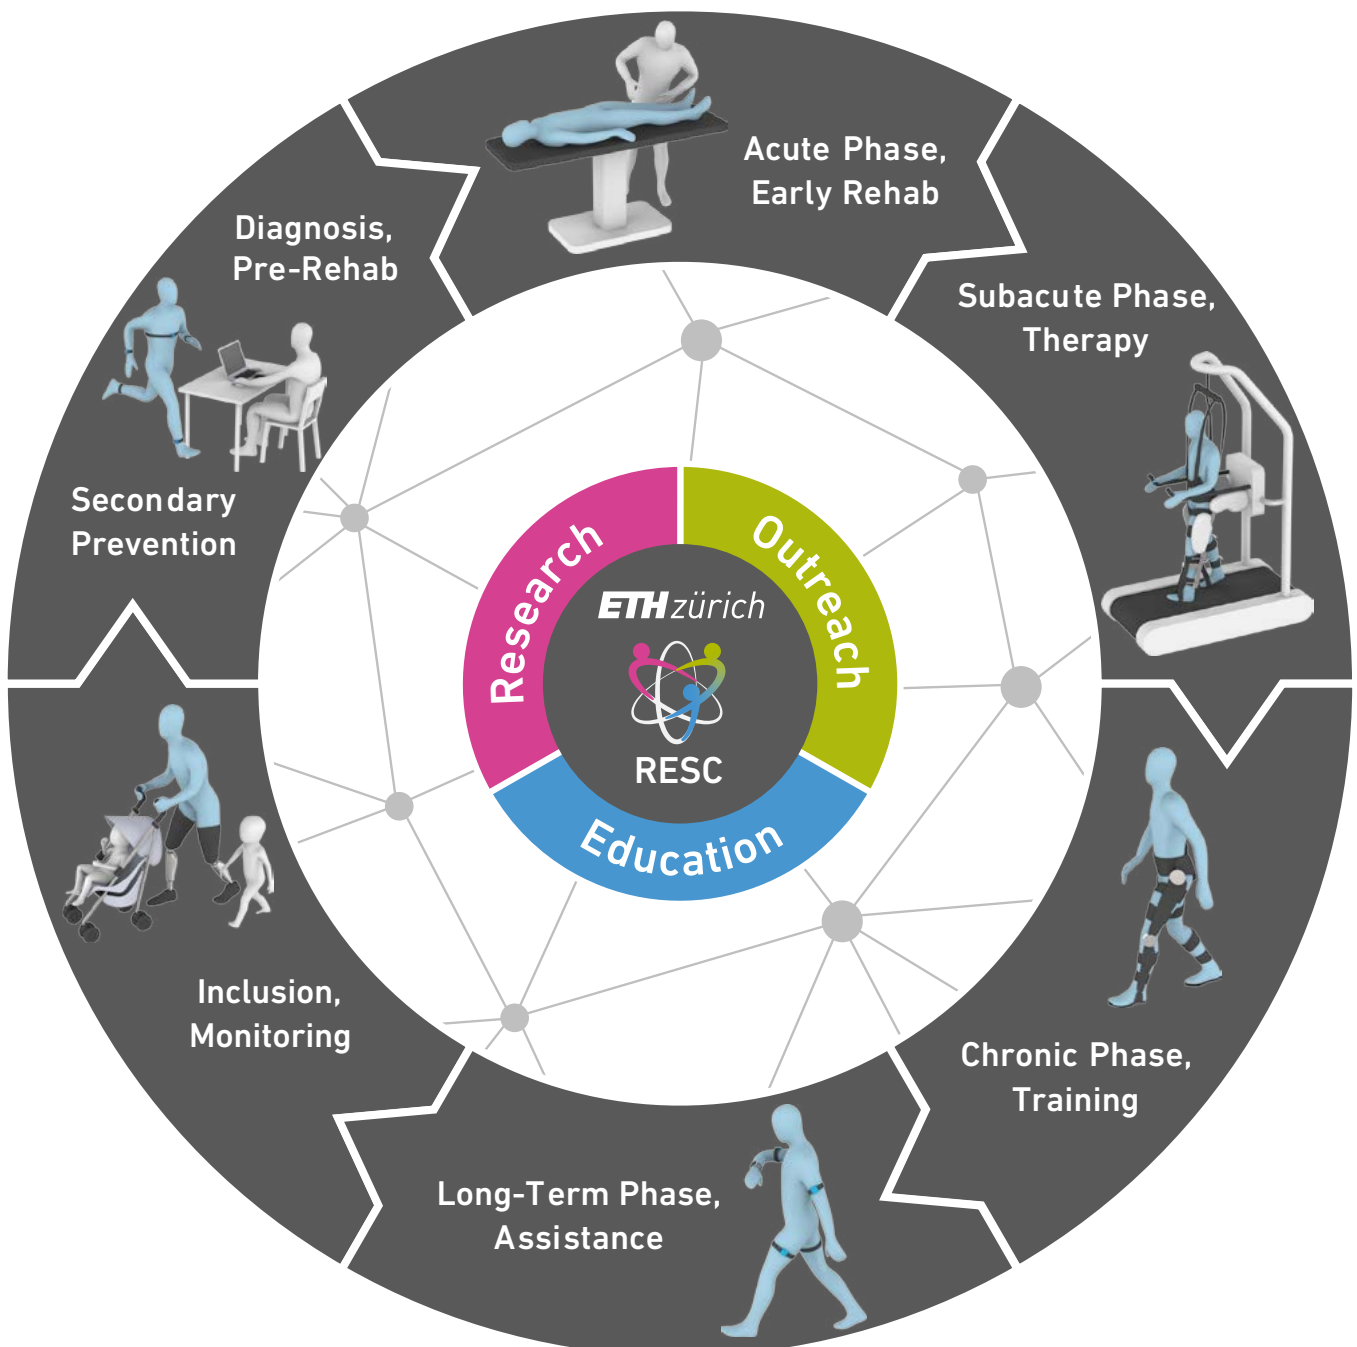 Acute Phase,
Early Rehab
Diagnosis,
Pre-Rehab
Subacute Phase,
Therapy
Secondary
Prevention
Research
Outreach
ETH zürich
RESC
Education
Inclusion,
Monitoring
Chronic Phase,
Training
Long-Term Phase,
Assistance